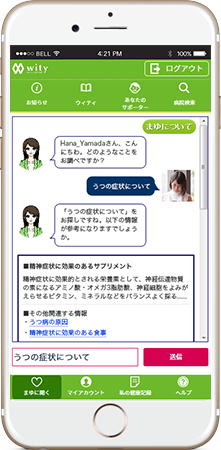 BELL
4:21 PM
100%
wity
ログアウト
お知らせ
ウィティ
あなたの
サポーター
病院検索
まゆについて
Hana_Yamadaさん、こん
にちわ。どのようなことを
お調べですか？
うつの症状について
「うつの症状について」を
お探しですね。以下の情報
が参考になりますでしょう
か。
■精神症状に効果のあるサプリメント
精神症状に効果的とされる栄養素として、神経伝達物質
の素になるアミノ酸・オメガ3脂肪酸、神経細胞をよみが
えらせるビタミン、ミネラルなどをバランスよく採る......
■その他関連する情報
・うつ病の原因
・精神症状に効果のある食事
うつの症状について
送信
まゆに聞く
マイアカウント
私の健康記録
ヘルプ